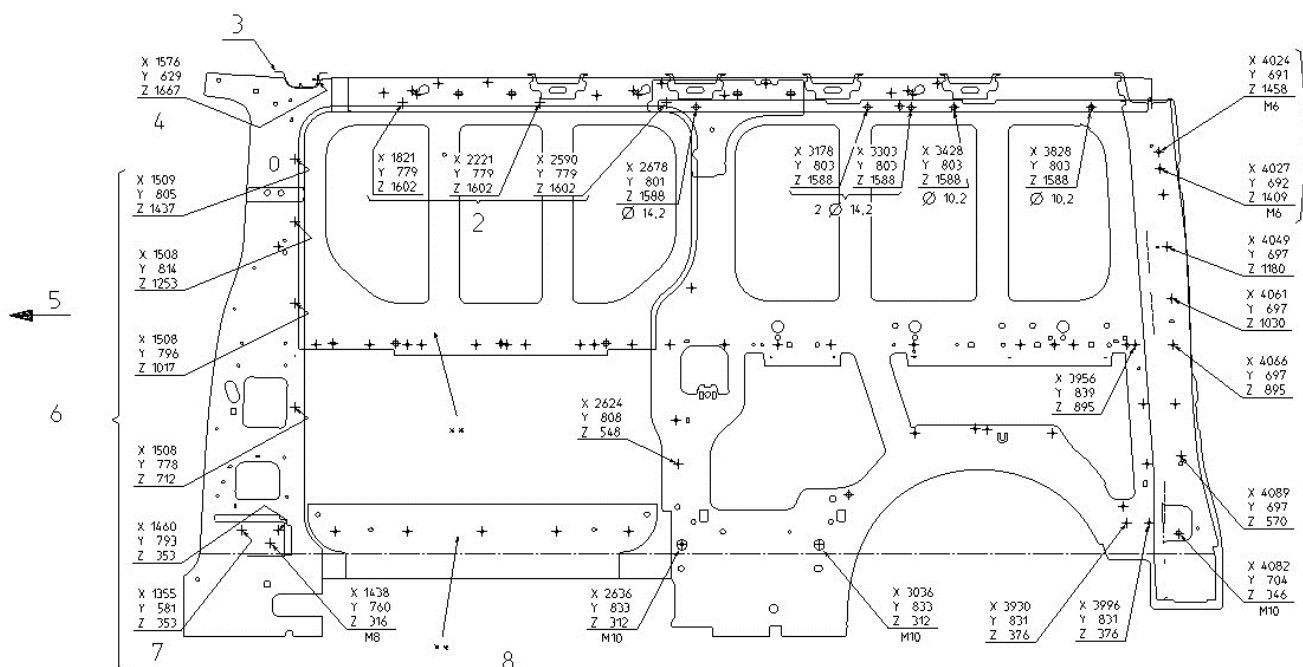 3
X 1576
Y 629
Z 1667
4
X 4024
Y 691
Z 1458
M6
X 1821
Y 779
Z 1602
X 2221
Y 779
Z 1602
X 2590
Y 779
Z 1602
2
X 2678
Y 801
Z 1588
Ø 14,2
X 3178
Y 803
Z 1588
X 3303
Y 803
Z 1588
2 Ø 14,2
X 3428
Y 803
Z 1588
Ø 10,2
X 3828
Y 803
Z 1588
Ø 10,2
X 1509
Y 805
Z 1437
X 4027
Y 692
Z 1409
M6
X 1508
Y 814
Z 1253
X 4049
Y 697
Z 1180
5
X 4061
Y 697
Z 1030
X 1508
Y 796
Z 1017
X 4066
Y 697
Z 895
X 3956
Y 839
Z 895
6
X 2624
Y 808
Z 548
**
X 1508
Y 778
Z 712
X 4089
Y 697
Z 570
X 1460
Y 793
Z 353
X 1355
Y 581
Z 353
X 1438
Y 760
Z 316
M8
X 2636
Y 833
Z 312
M10
X 3036
Y 833
Z 312
M10
X 3930
Y 831
Z 376
X 3996
Y 831
Z 376
X 4082
Y 704
Z 346
M10
**
7
8